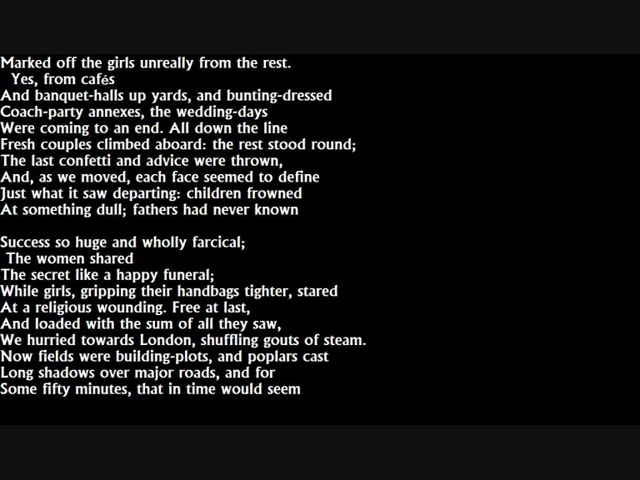 Marked off the girls unreally from the rest.
Yes, from cafés
And banquet-halls up yards, and bunting-dressed
Coach-party annexes, the wedding-days
Were coming to an end. All down the line
Fresh couples climbed aboard: the rest stood round;
The last confetti and advice were thrown,
And, as we moved, each face seemed to define
Just what it saw departing: children frowned
At something dull; fathers had never known

Success so huge and wholly farcical;
The women shared
The secret like a happy funeral;
While girls, gripping their handbags tighter, stared
At a religious wounding. Free at last,
And loaded with the sum of all they saw,
We hurried towards London, shuffling gouts of steam.
Now fields were building-plots, and poplars cast
Long shadows over major roads, and for
Some fifty minutes, that in time would seem